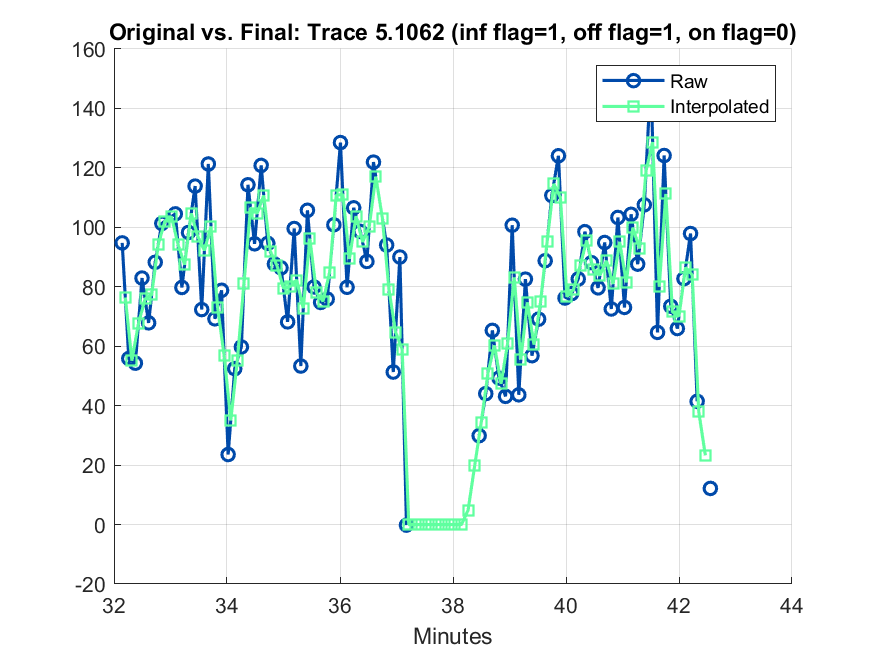 Original vs. Final: Trace 5.1062 (inf flag=1, off flag=1, on flag=0)
160
140
120
100
80
60
40
20
0
-20
Raw
Interpolated
32 34 36 38 40 42 44
Minutes